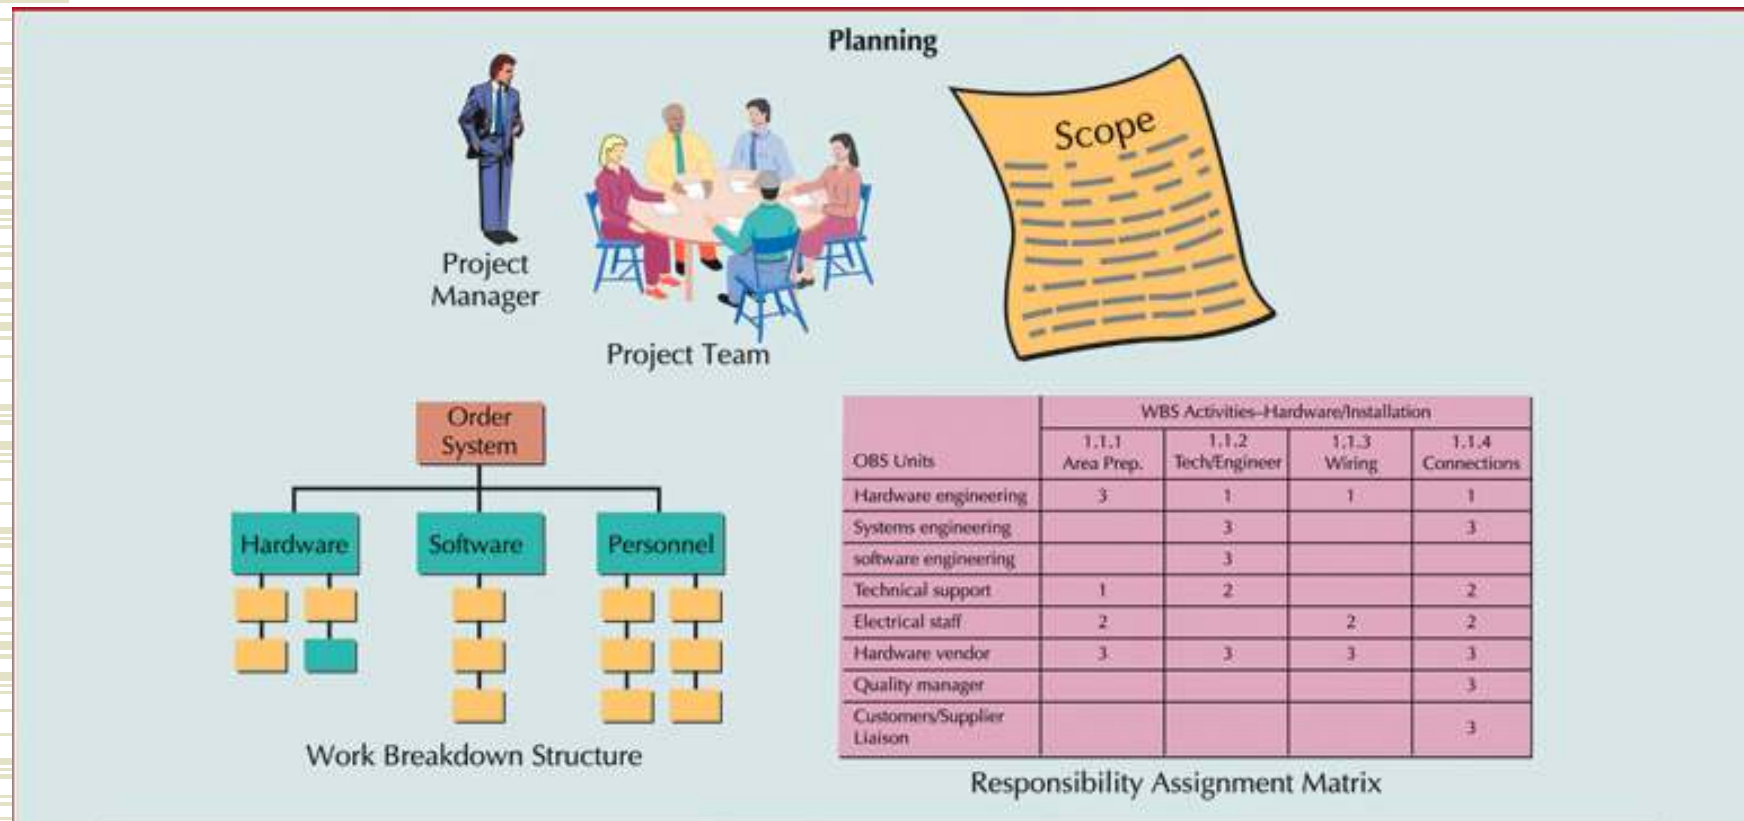 Planning
Project
Manager
Project Team
Scope
Order
System
Hardware
Software
Personnel
Work Breakdown Structure
WBS Activities–Hardware/Installation
OBS Units
1.1.1
Area Prep.
1.1.2
Tech/Engineer
1.1.3
Wiring
1.1.4
Connections
Hardware engineering 3 1 1 1
Systems engineering 3 3
software engineering 3
Technical support 1 2 2
Electrical staff 2 2 2
Hardware vendor 3 3 3 3
Quality manager 3
Customers/Supplier
Liaison 3
Responsibility Assignment Matrix